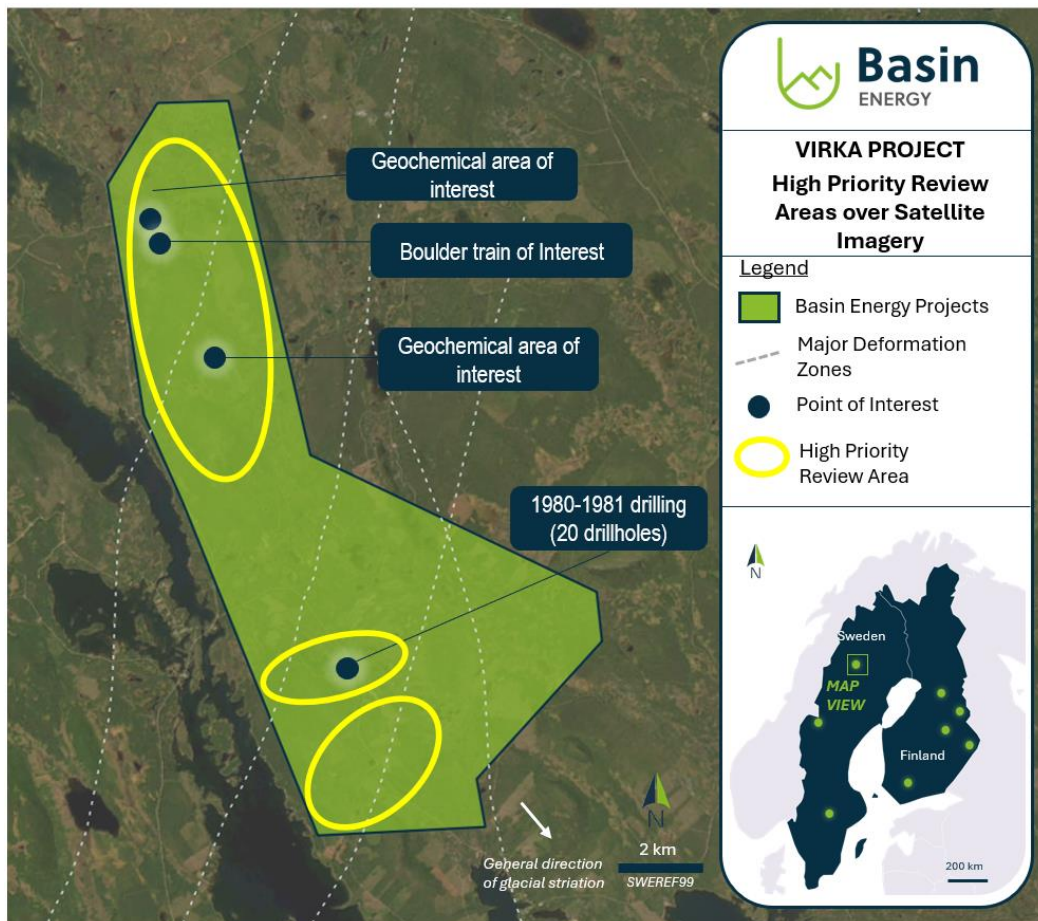 Geochemical area of
interest
Boulder train of Interest
Geochemical area of
interest
1980-1981 drilling
(20 drillholes)
General direction
of glacial striation
N
2 km
SWEREF99
Basin
ENERGY
VIRKA PROJECT
High Priority Review
Areas over Satellite
Imagery
Legend
Basin Energy Projects
Major Deformation
Zones
Point of Interest
High Priority
Review Area
N
Sweden
MAP
VIEW
Finland
200 km